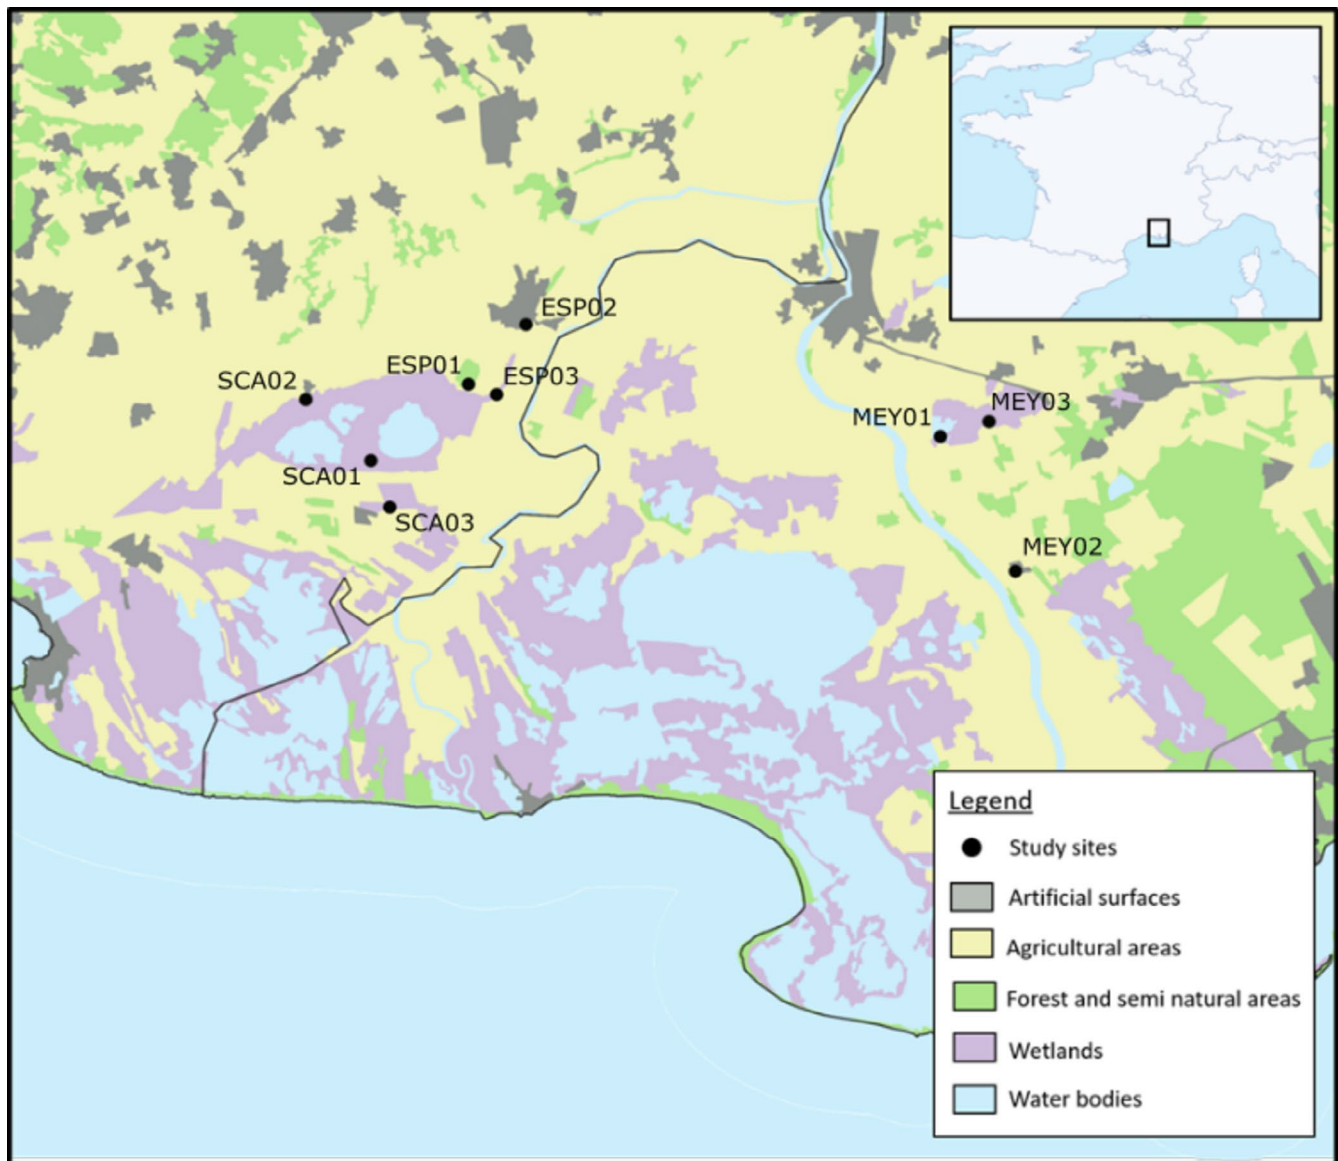 ESP02
ESP01
ESP03
SCA02
MEY03
MEY01
SCA01
SCA03
MEY02
Legend
Study sites
Artificial surfaces
Agricultural areas
Forest and semi natural areas
Wetlands
Water bodies